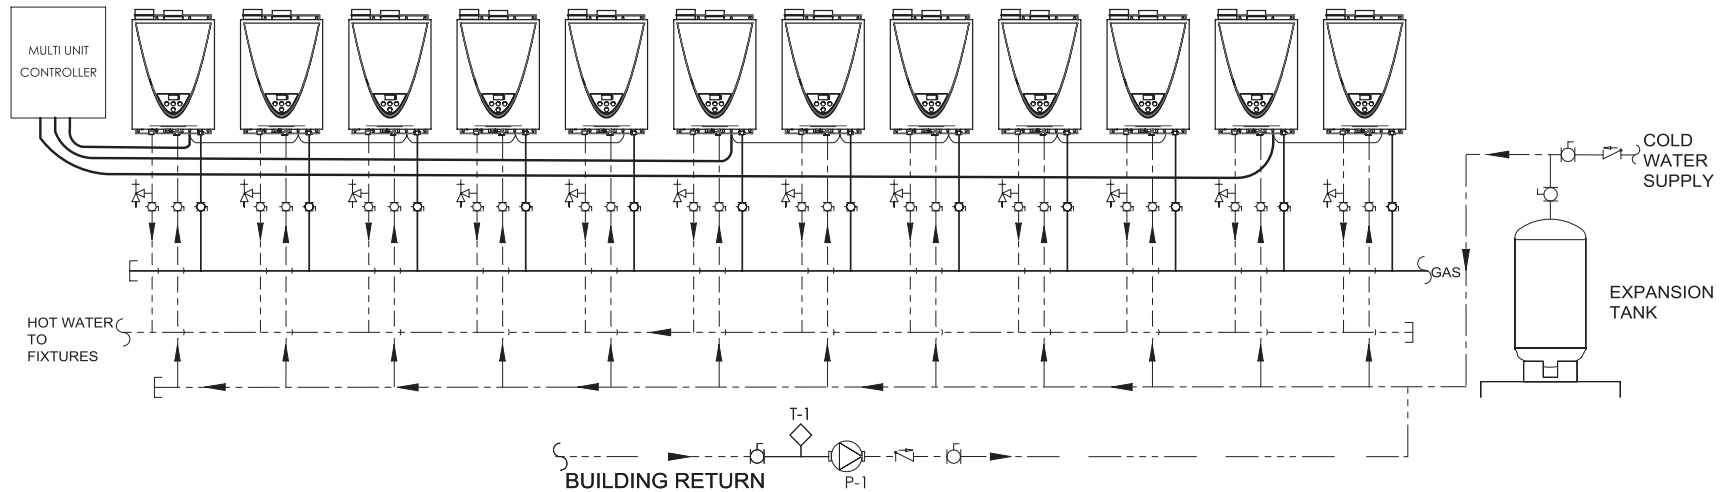 MULTI UNIT
CONTROLLER
COLD
WATER
SUPPLY
GAS
EXPANSION
TANK
HOT WATER
TO
FIXTURES
T-1
P-1
BUILDING RETURN